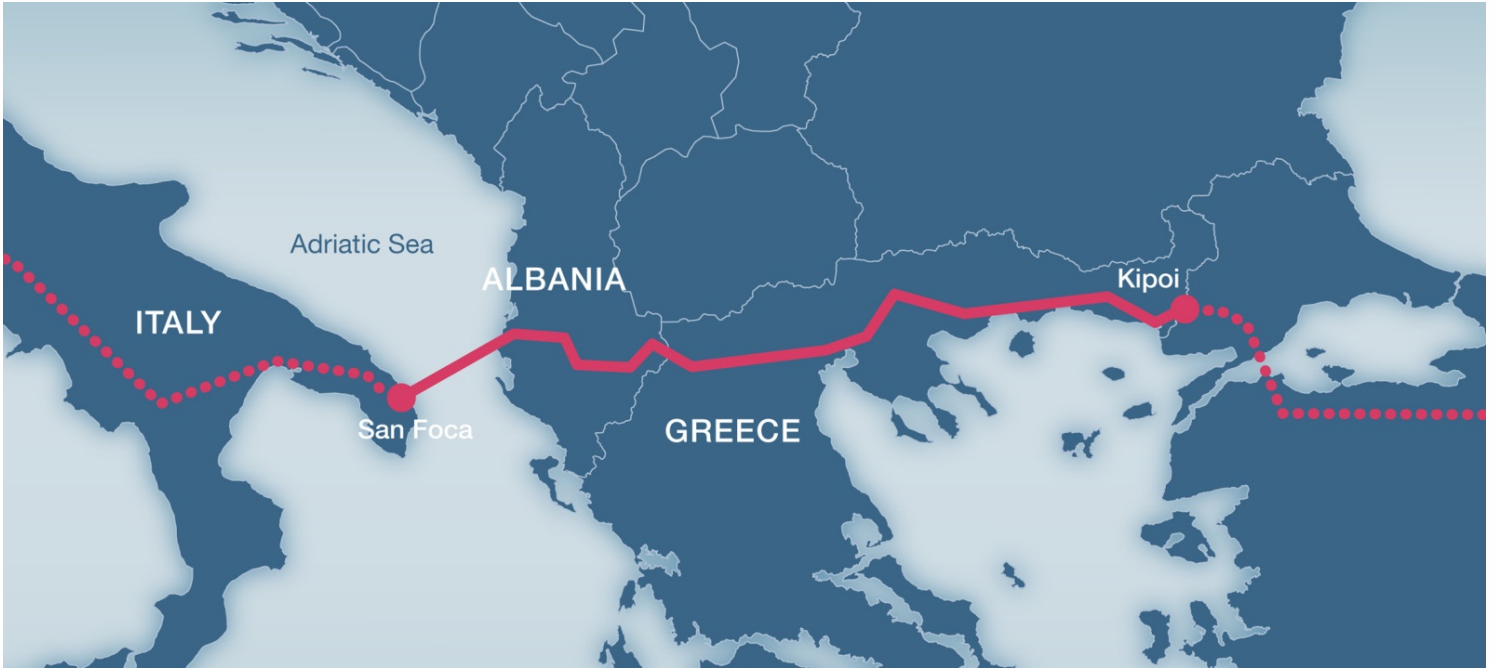 Adriatic Sea
ALBANIA
Kipoi
ITALY
San Foca
GREECE